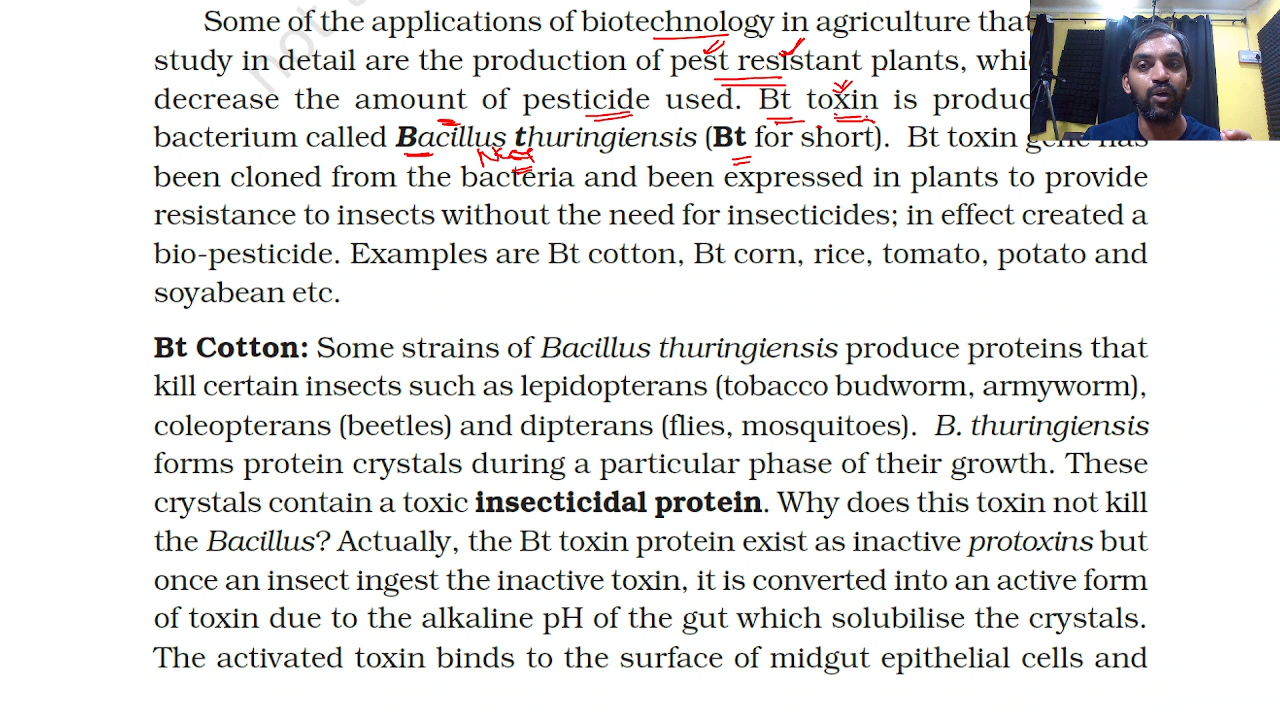 Some of the applications of biotechnology in agriculture that
study in detail are the production of pest resistant plants,
decrease the amount of pesticide used. Bt toxin is
bacterium called Bacillus thuringiensis (Bt for short). Bt toxin gene has
been cloned from the bacteria and been expressed in plants to provide
resistance to insects without the need for insecticides; in effect created a
bio-pesticide. Examples are Bt cotton, Bt corn, rice, tomato, potato and
soyabean etc.
Bt Cotton: Some strains of Bacillus thuringiensis produce proteins that
kill certain insects such as lepidopterans (tobacco budworm, armyworm),
coleopterans (beetles) and dipterans (flies, mosquitoes). B. thuringiensis
forms protein crystals during a particular phase of their growth. These
crystals contain a toxic insecticidal protein. Why does this toxin not kill
the Bacillus? Actually, the Bt toxin protein exist as inactive protoxins but
once an insect ingest the inactive toxin, it is converted into an active form
of toxin due to the alkaline pH of the gut which solubilise the crystals.
The activated toxin binds to the surface of midgut epithelial cells and